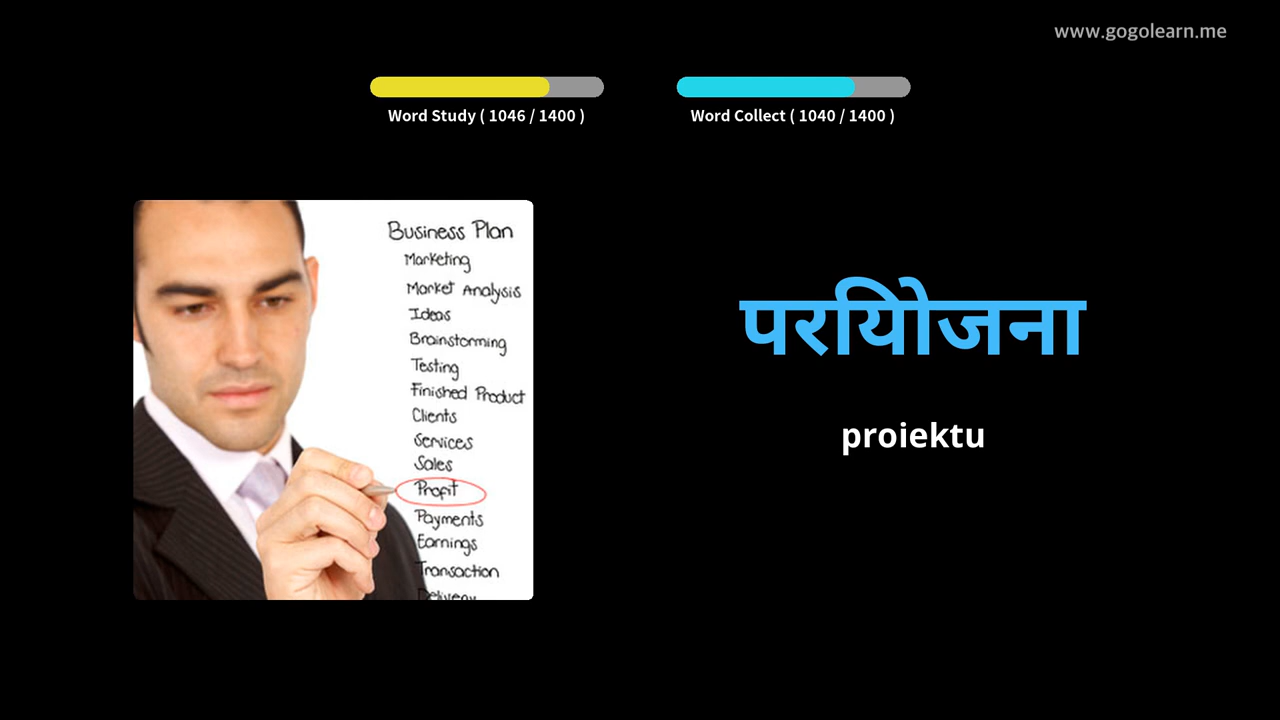 www.gogolearn.me
Word Study ( 1046 / 1400 )
Word Collect ( 1040 / 1400 )
Business Plan
Marketing
Market Analysis
Ideas
Brainstorming
Testing
Finished Product
Clients
Services
Sales
Profit
Payments
Earnings
Transaction
Delivery
परियोजना
proiektu